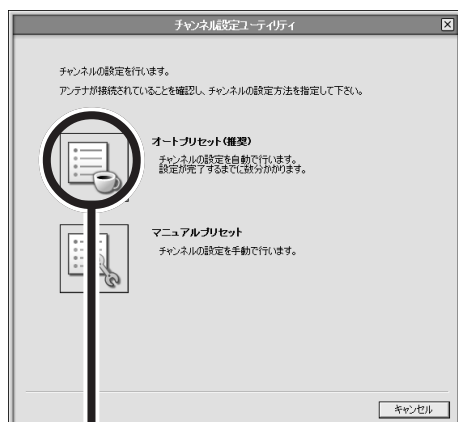 チャンネル設定ユーティリティ
チャンネルの設定を行います。
アンテナが接続されていることを確認し、チャンネルの設定方法を指定して下さい。
オートプリセット(推奨)
チャンネルの設定を自動で行います。
設定が完了するまでに数分かかります。
マニュアルプリセット
チャンネルの設定を手動で行います。
キャンセル